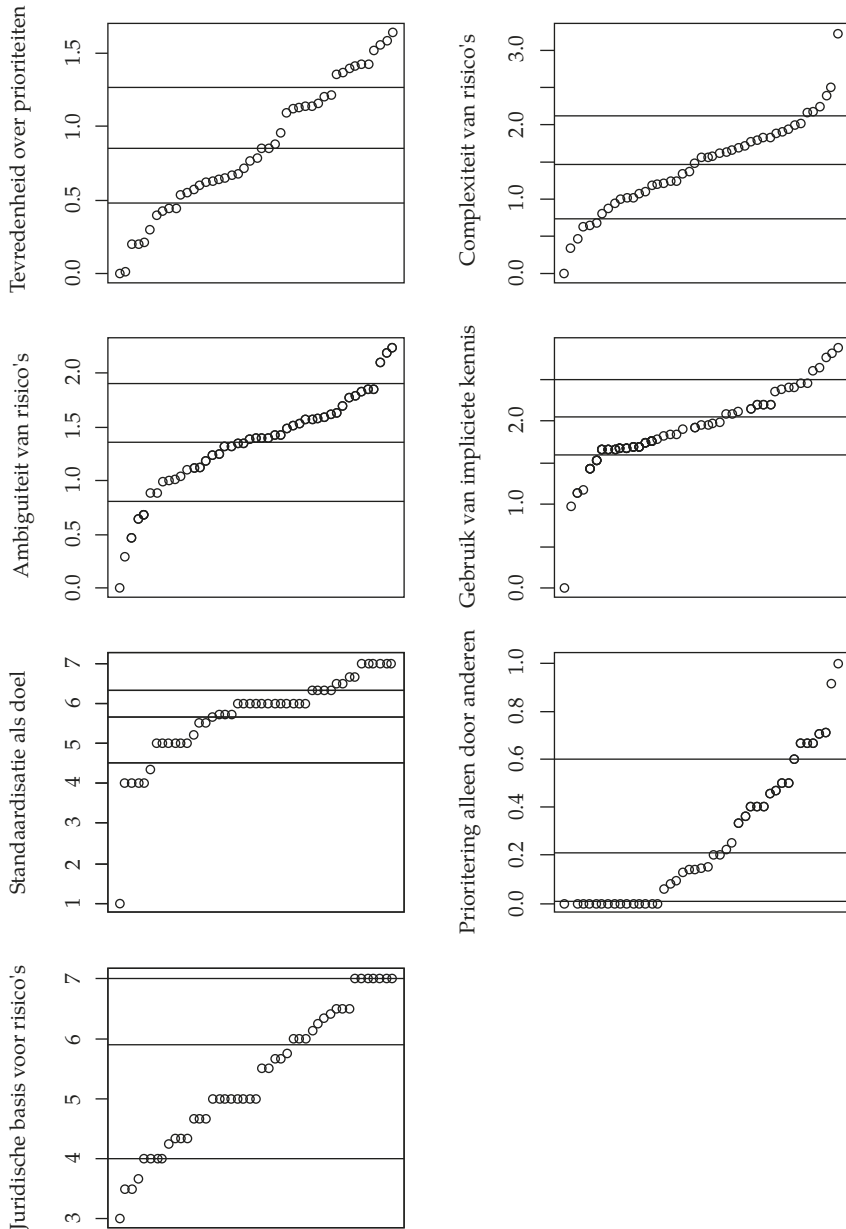 Juridische basis voor risico's
3 4 5 6 7
Standaardisatie als doel
1 2 3 4 5 6 7
Ambiguiteit van risico's
0.0 0.5 1.0 1.5 2.0
Tevredenheid over prioriteiten
0.0 0.5 1.0 1.5
Prioritering alleen door anderen
0.0 0.2 0.4 0.6 0.8 1.0
Gebruik van impliciete kennis
0.0 1.0 2.0
Complexiteit van risico's
0.0 1.0 2.0 3.0